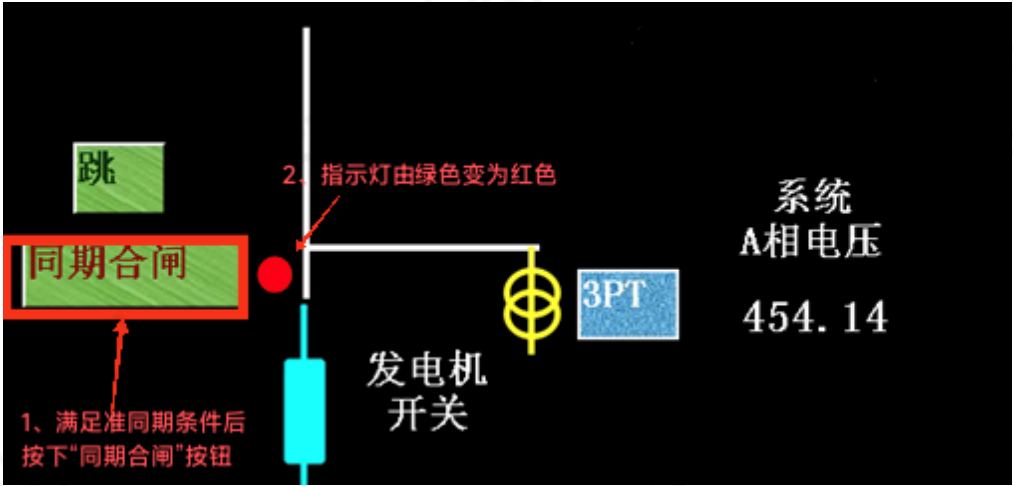 跳
2、指示灯由绿色变为红色
系统
A相电压
同期合闸
3PT
454.14
发电机
开关
1、满足准同期条件后
按下“同期合闸”按钮